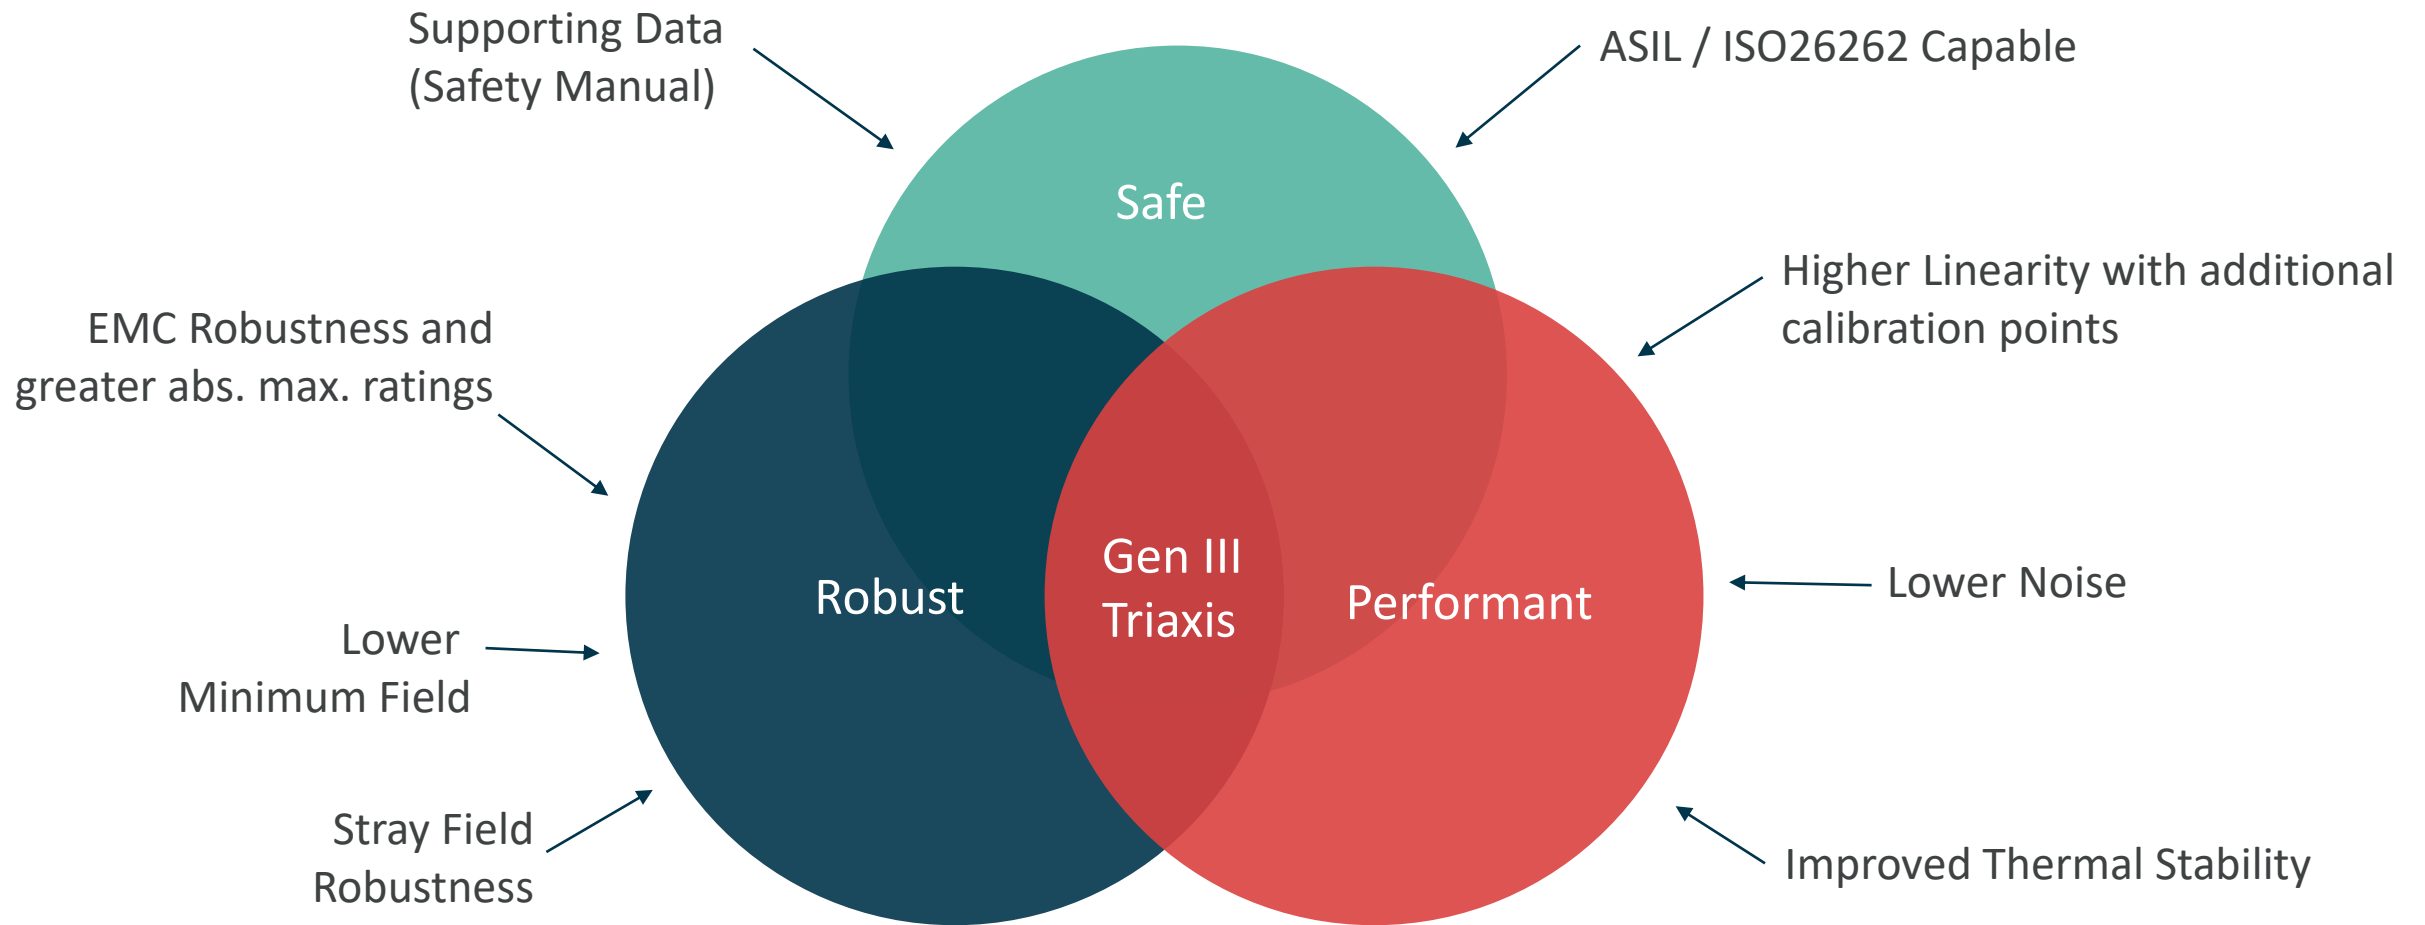 Supporting Data
(Safety Manual)
ASIL / ISO26262 Capable
Safe
Higher Linearity with additional
calibration points
EMC Robustness and
greater abs. max. ratings
Gen III
Triaxis
Robust
Performant
Lower Noise
Lower
Minimum Field
Stray Field
Robustness
Improved Thermal Stability